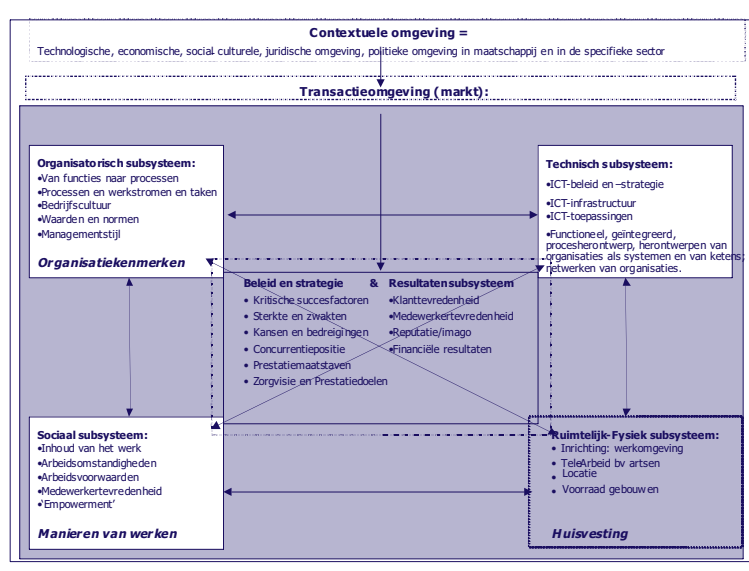 Contextuele omgeving =
Technologische, economische, social-culturele, juridische omgeving, politieke omgeving in maatschappij en in de specifieke sector
Transactieomgeving (markt):
Organisatorisch subsysteem:
•Van functies naar processen
•Processen en werkstromen en taken
•Bedrijfscultuur
•Waarden en normen
•Managementstijl
Organisatiekenmerken
Technisch subsysteem:
•ICT-beleid en –strategie
•ICT-infrastructuur
•ICT-toepassingen
•Functioneel, geïntegreerd,
procesherontwerp, herontwerpen van
organisaties als systemen en van ketens;
netwerken van organisaties.
Beleid en strategie & Resultatensubsysteem
• Kritische succesfactoren
• Sterkte en zwakten
• Kansen en bedreigingen
• Concurrentiepositie
• Prestatiemaatstaven
• Zorgvisie en Prestatiedoelen
•Klanttevredenheid
•Medewerkertevredenheid
•Reputatie/imago
•Financiële resultaten
Sociaal subsysteem:
•Inhoud van het werk
•Arbeidsomstandigheden
•Arbeidsvoorwaarden
•Medewerkertevredenheid
•‘Empowerment’
Manieren van werken
Ruimtelijk-Fysiek subsysteem:
• Inrichting: werkomgeving
• TeleArbeid bv artsen
• Locatie
• Voorraad gebouwen
Huisvesting